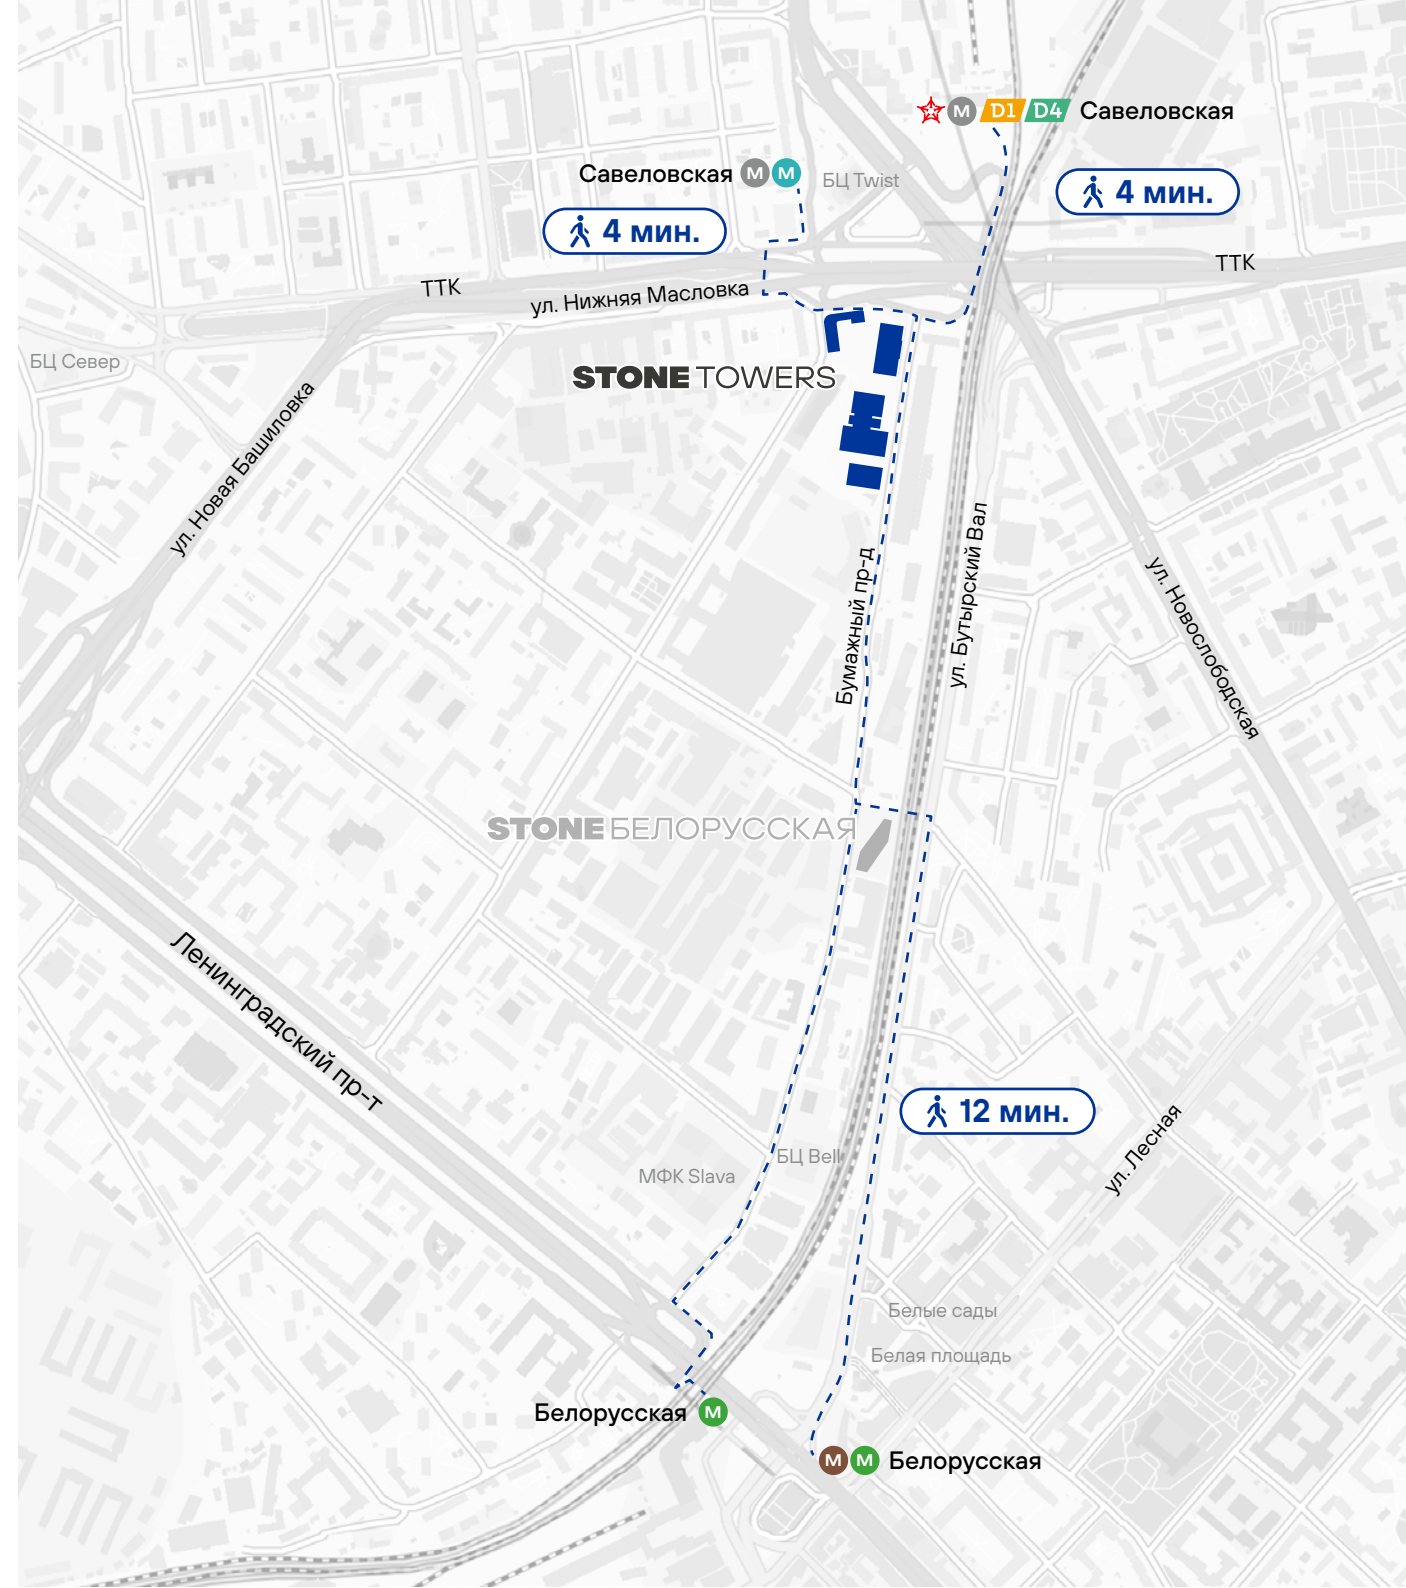 М D1 D4 Савеловская
Савеловская М М
БЦ Twist
4 мин.
4 мин.
ТТК
ТТК
ул. Нижняя Масловка
БЦ Север
STONE TOWERS
ул. Новая Башиловка
ул. Бутырский Вал
Бумажный пр-д
ул. Новослободская
STONE БЕЛОРУССКАЯ
Ленинградский пр-т
12 мин.
ул. Лесная
БЦ Bell
МФК Slava
Белые сады
Белая площадь
Белорусская М
М М Белорусская